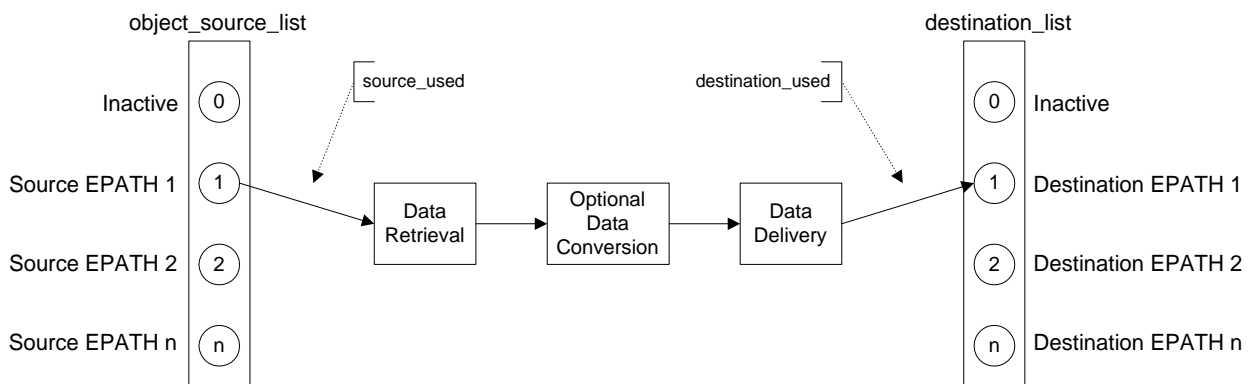 object_source_list
destination_list
source_used
destination_used
Inactive
0
0
Inactive
Source EPATH 1
1
1
Destination EPATH 1
Data
Retrieval
Optional
Data
Conversion
Data
Delivery
Source EPATH 2
2
2
Destination EPATH 2
Source EPATH n
n
n
Destination EPATH n